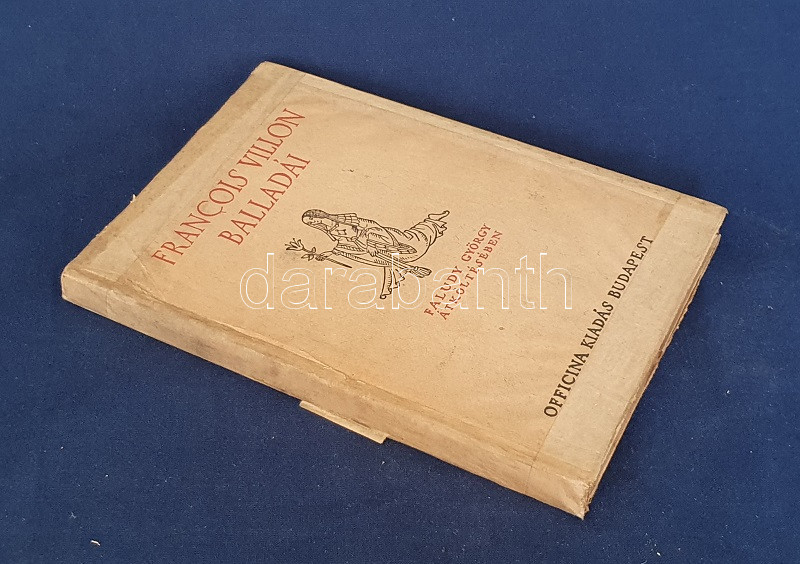 FRANÇOIS VILLON
BALLADÁI
FALUDY GYÖRGY
ÁTKÖLTÉSÉBEN
OFFICINA KIADÁS BUDAPEST
darabanth